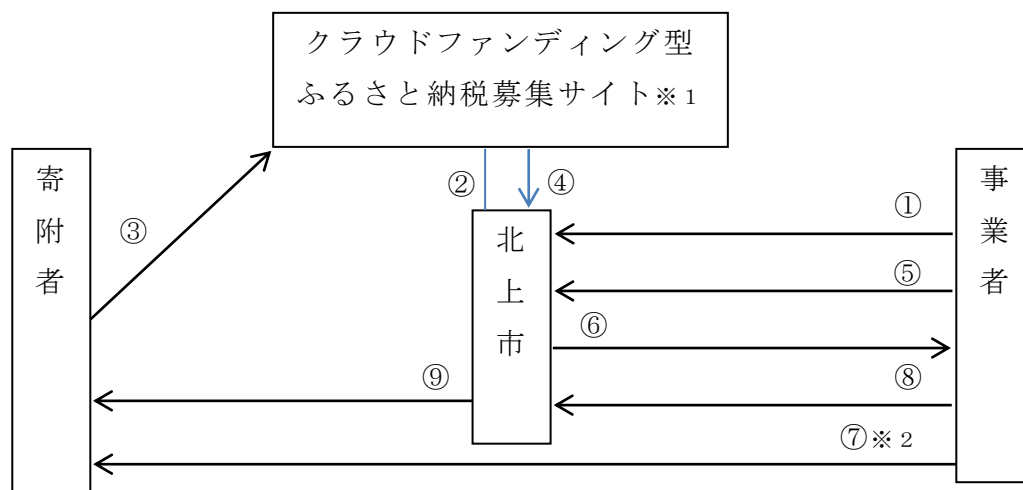 クラウドファンディング型
ふるさと納税募集サイト※1
寄附者
③
②
④
北上市
事業者
①
⑤
⑥
⑨
⑧
⑦※2